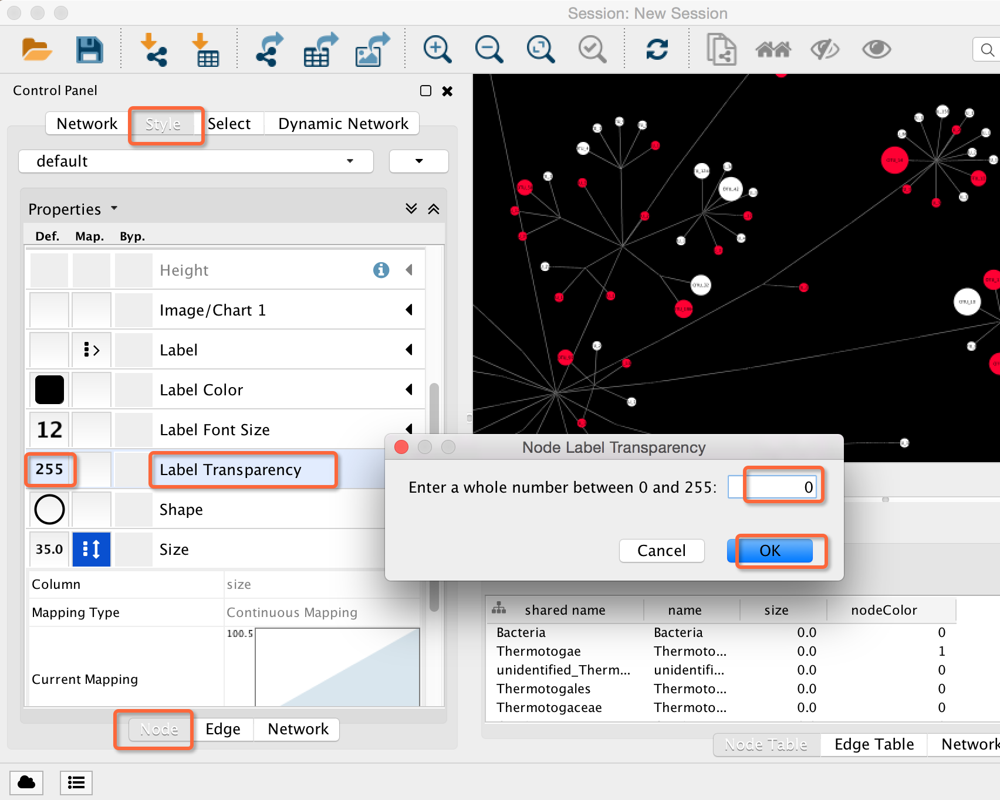 Session: New Session
Control Panel
Network Style Select Dynamic Network
default
Properties
Def. Map. Byp.
Height
Image/Chart 1
Label
Label Color
12 Label Font Size
255 Label Transparency
Shape
35.0 Size
Column size
Mapping Type Continuous Mapping
100.5
Current Mapping
Node Edge Network
Node Label Transparency
Enter a whole number between 0 and 255: 0
Cancel OK
shared name name size nodeColor
Bacteria Bacteria 0.0 0
Thermotogae Thermoto... 0.0 1
unidentified_Therm... unidentifi... 0.0 0
Thermotogales Thermoto... 0.0 0
Thermotogaceae Thermoto... 0.0 0
Node Table Edge Table Network